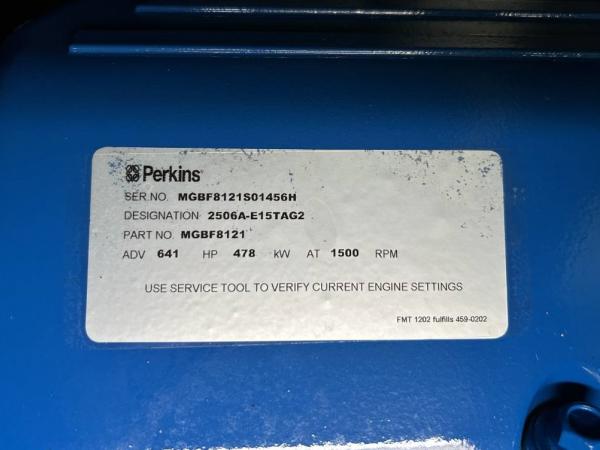 Perkins
SER.NO. MGBF8121S01456H
DESIGNATION 2506A-E15TAG2
PART NO. MGBF8121
ADV 641 HP 478 kW AT 1500 RPM
USE SERVICE TOOL TO VERIFY CURRENT ENGINE SETTINGS
FMT 1202 fulfills 459-0202